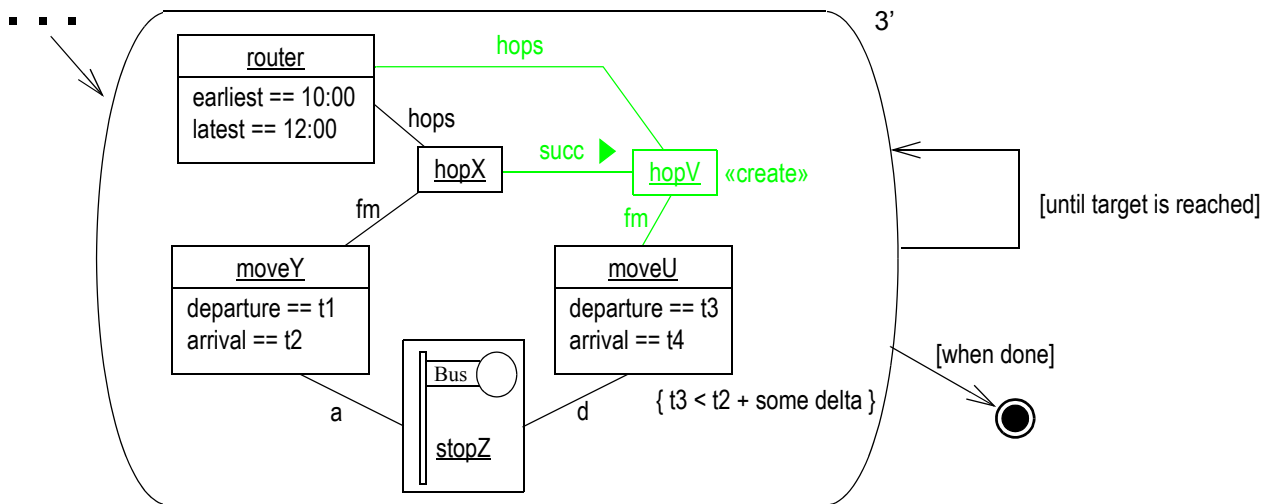 . . .
3’
router
earliest == 10:00
latest == 12:00
hops
hops
hopX
succ
hopV
«create»
fm
fm
[until target is reached]
moveY
departure == t1
arrival == t2
moveU
departure == t3
arrival == t4
Bus
stopZ
a
d
{ t3 < t2 + some delta }
[when done]